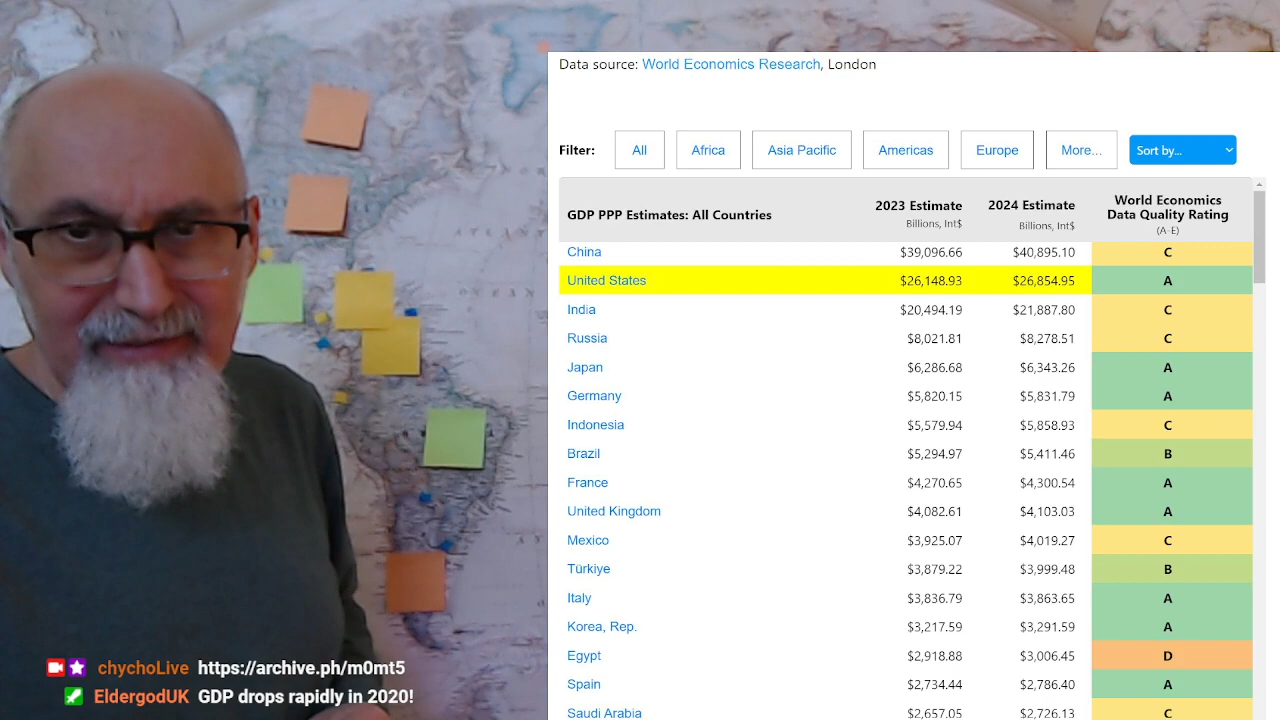 Data source: World Economics Research, London
Filter: All Africa Asia Pacific Americas Europe More... Sort by...
GDP PPP Estimates: All Countries 2023 Estimate Billions, Int$ 2024 Estimate Billions, Int$ World Economics Data Quality Rating (A-E)
China $39,096.66 $40,895.10 C
United States $26,148.93 $26,854.95 A
India $20,494.19 $21,887.80 C
Russia $8,021.81 $8,278.51 C
Japan $6,286.68 $6,343.26 A
Germany $5,820.15 $5,831.79 A
Indonesia $5,579.94 $5,858.93 C
Brazil $5,294.97 $5,411.46 B
France $4,270.65 $4,300.54 A
United Kingdom $4,082.61 $4,103.03 A
Mexico $3,925.07 $4,019.27 C
Türkiye $3,879.22 $3,999.48 B
Italy $3,836.79 $3,863.65 A
Korea, Rep. $3,217.59 $3,291.59 A
Egypt $2,918.88 $3,006.45 D
Spain $2,734.44 $2,786.40 A
Saudi Arabia $2,657.05 $2,726.13 C
chychoLive https://archive.ph/m0mt5
EldergodUK GDP drops rapidly in 2020!